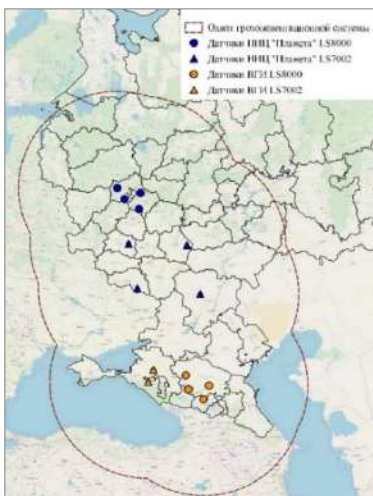 Охват грозопеленгационной системы
Датчики НИЦ "Планета" LS8000
Датчики НИЦ "Планета" LS7002
Датчики ВГИ LS8000
Датчики ВГИ LS7002